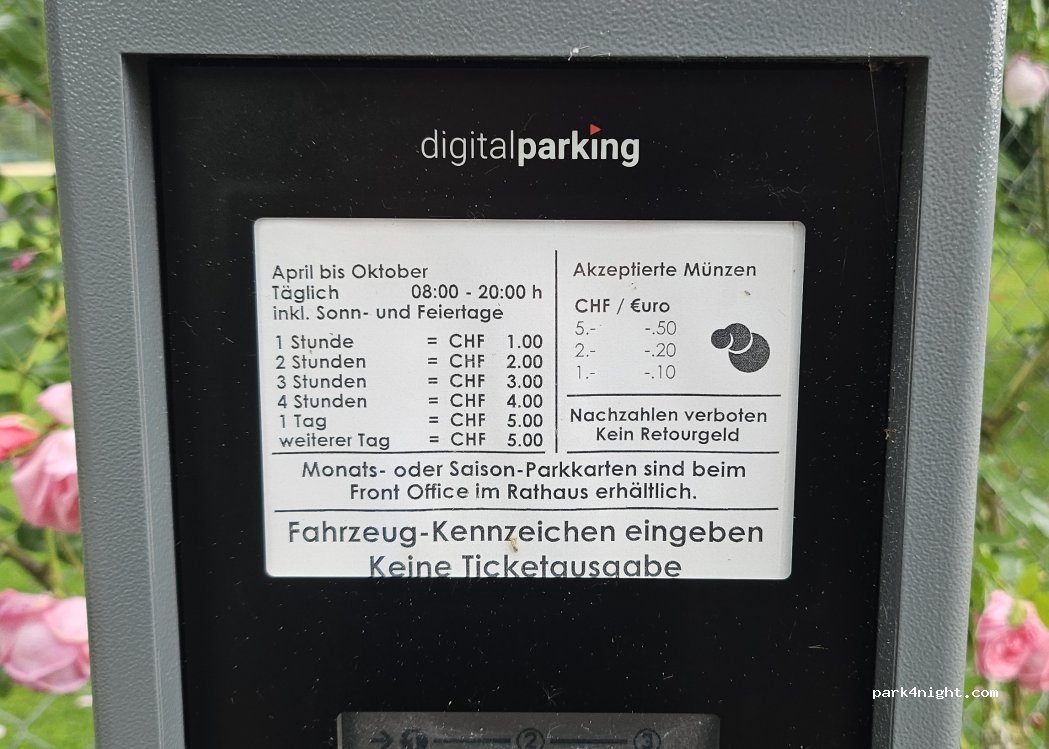 digitalparking
April bis Oktober
Täglich 08:00 - 20:00 h
inkl. Sonn- und Feiertage
1 Stunde = CHF 1.00
2 Stunden = CHF 2.00
3 Stunden = CHF 3.00
4 Stunden = CHF 4.00
1 Tag = CHF 5.00
weiterer Tag = CHF 5.00
Akzeptierte Münzen
CHF / €uro
5.- -.50
2.- -.20
1.- -.10
Nachzahlen verboten
Kein Retourgeld
Monats- oder Saison-Parkkarten sind beim
Front Office im Rathaus erhältlich.
Fahrzeug-Kennzeichen eingeben
Keine Ticketausgabe
park4night.com
1 2 3